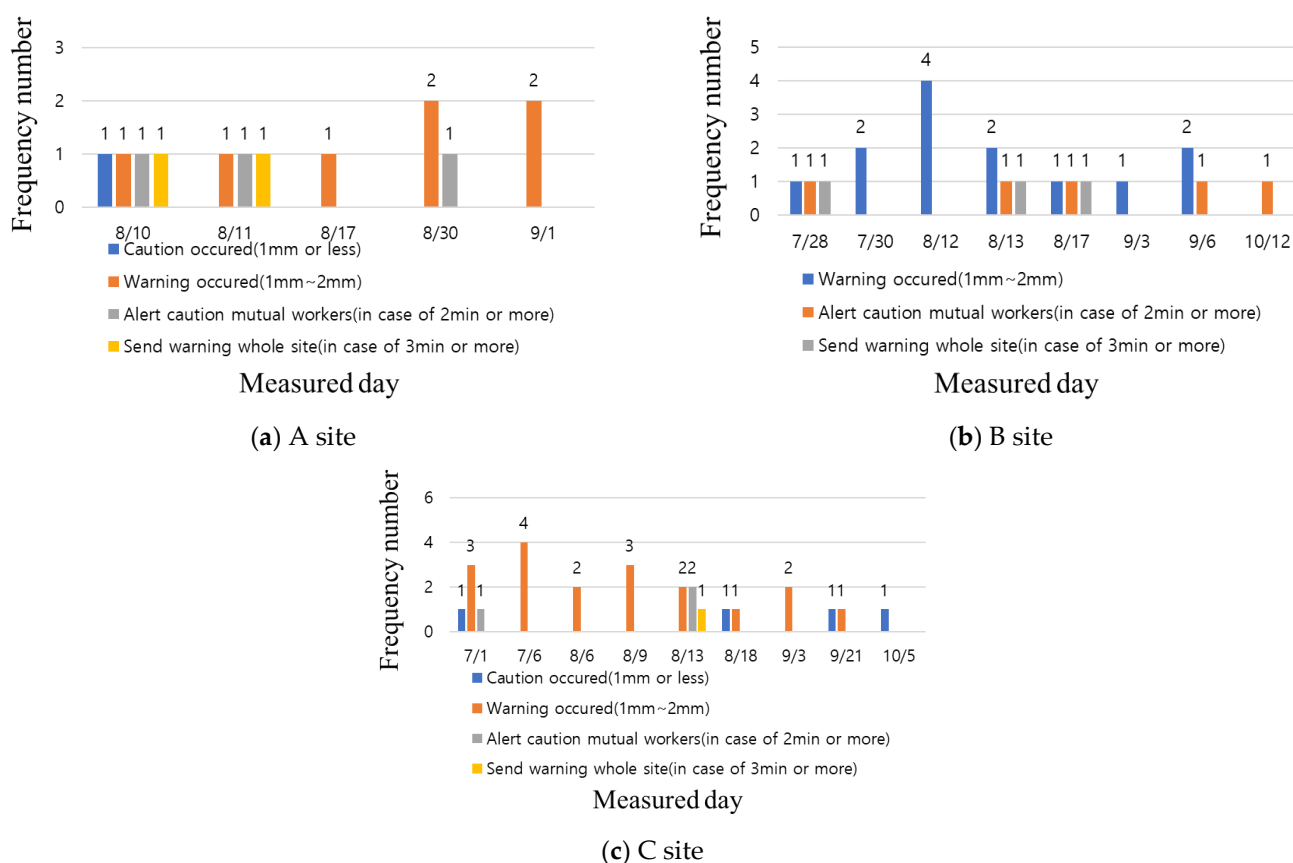 Frequency number
3
2
1
0
1 1 1 1
1 1 1
1
2
1
2
8/10 8/11 8/17 8/30 9/1
Caution occured(1mm or less)
Warning occured(1mm~2mm)
Alert caution mutual workers(in case of 2min or more)
Send warning whole site(in case of 3min or more)
Measured day
(a) A site
Frequency number
5
4
3
2
1
0
1 1 1
2
4
2
1 1
1 1 1
1
2
1
1
7/28 7/30 8/12 8/13 8/17 9/3 9/6 10/12
Warning occured(1mm~2mm)
Alert caution mutual workers(in case of 2min or more)
Send warning whole site(in case of 3min or more)
Measured day
(b) B site
Frequency number
6
4
2
0
1
3
1
4
2
3
22
1
11
2
11
1
7/1 7/6 8/6 8/9 8/13 8/18 9/3 9/21 10/5
Caution occured(1mm or less)
Warning occured(1mm~2mm)
Alert caution mutual workers(in case of 2min or more)
Send warning whole site(in case of 3min or more)
Measured day
(c) C site